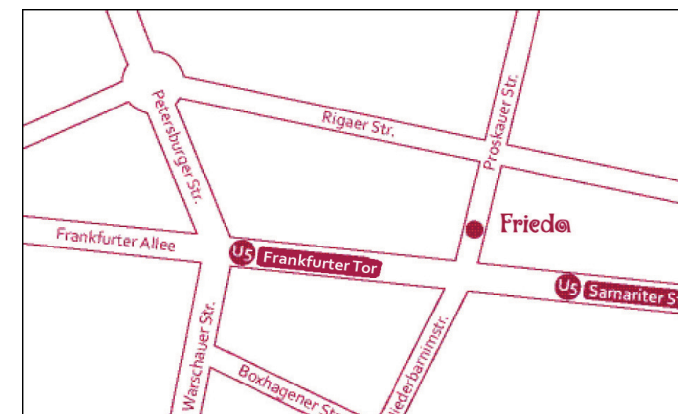 Petersburger Str.
Rigaer Str.
Proskauer Str.
Frieda
Frankfurter Allee
U5 Frankfurter Tor
U5 Samariter S
Warschauer Str.
Boxhagener St
iederbarnimstr.